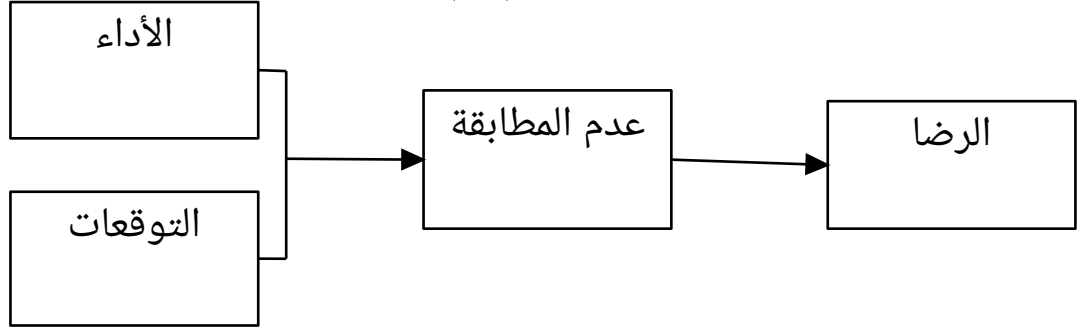 الأداء
التوقعات
عدم المطابقة
الرضا